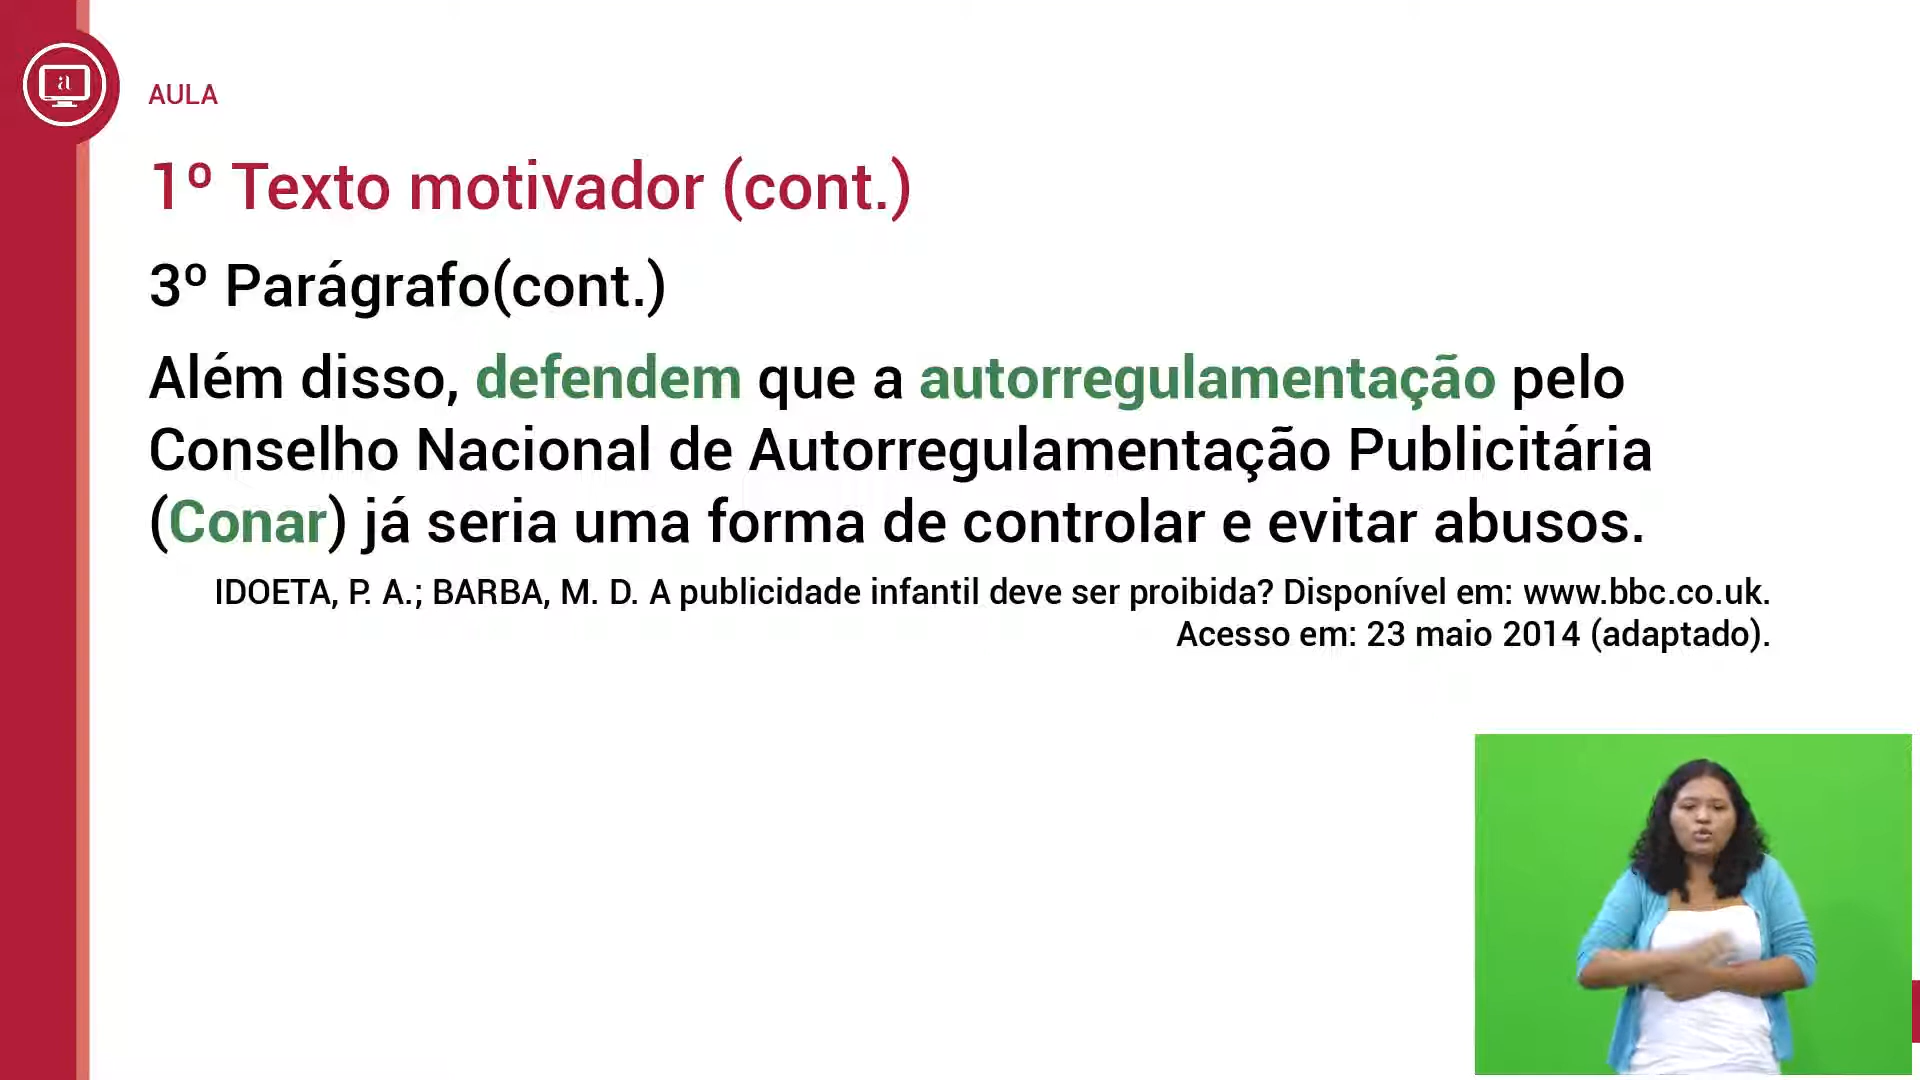 a
AULA
1º Texto motivador (cont.)
3º Parágrafo(cont.)
Além disso, defendem que a autorregulamentação pelo
Conselho Nacional de Autorregulamentação Publicitária
(Conar) já seria uma forma de controlar e evitar abusos.
IDOETA, P. A.; BARBA, M. D. A publicidade infantil deve ser proibida? Disponível em: www.bbc.co.uk.
Acesso em: 23 maio 2014 (adaptado).